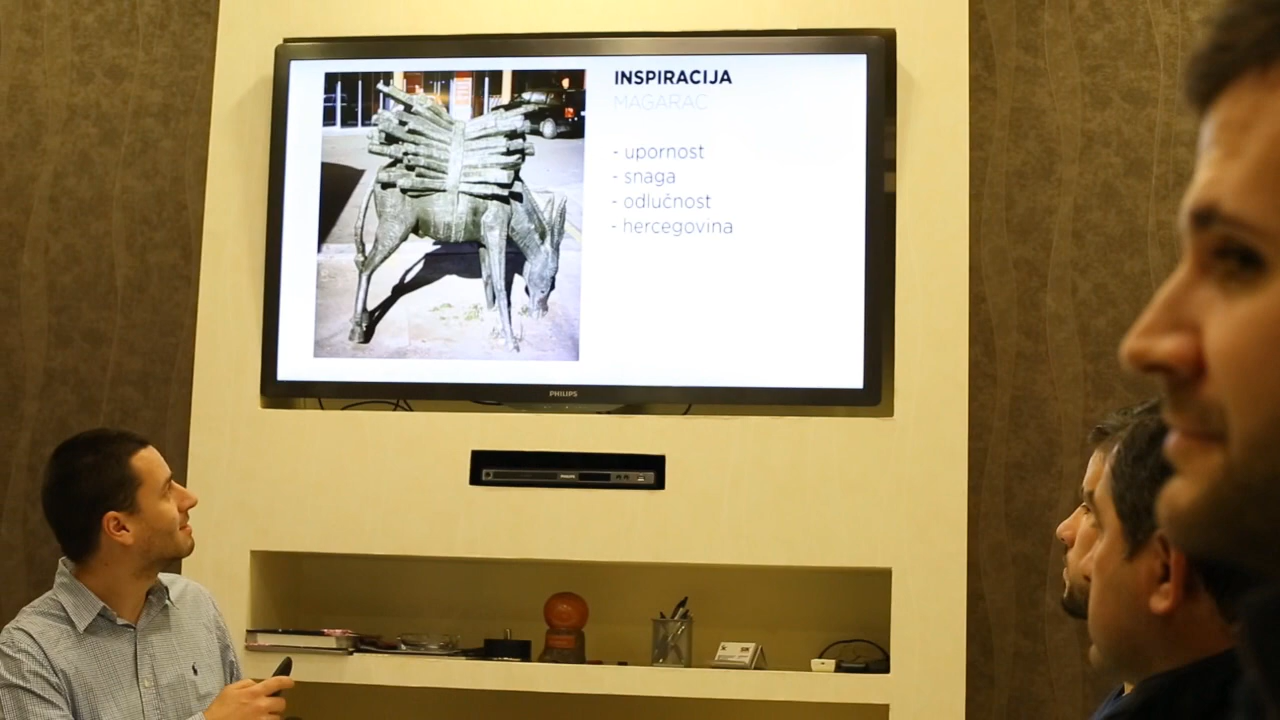 INSPIRACIJA
MAGARAC
- upornost
- snaga
- odlučnost
- hercegovina
PHILIPS